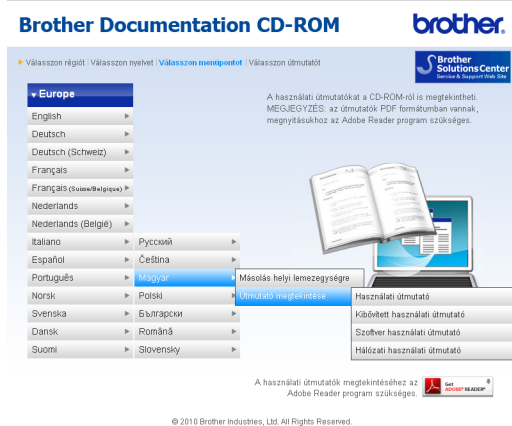 Brother Documentation CD-ROM
brother.
Válasszon régiót | Válasszon nyelvet | Válasszon menüpontot | Válasszon útmutatót
Brother
SolutionsCenter
Service & Support Web Site
Europe
A használati útmutatókat a CD-ROM-ról is megtekintheti.
MEGJEGYZÉS: az útmutatók PDF formátumban vannak,
megnyitásukhoz az Adobe Reader program szükséges.
English
Deutsch
Deutsch (Schweiz)
Français
Français (Suisse/Belgique)
Nederlands
Nederlands (België)
Italiano
Español
Português
Norsk
Svenska
Dansk
Suomi
Русский
Čeština
Magyar
Polski
Български
Română
Slovensky
Másolás helyi lemezegységre
Útmutató megtekintése
Használati útmutató
Kibővített használati útmutató
Szoftver használati útmutató
Hálózati használati útmutató
A használati útmutatók megtekintéséhez az
Adobe Reader program szükséges.
Get
ADOBE® READER®
© 2010 Brother Industries, Ltd. All Rights Reserved.